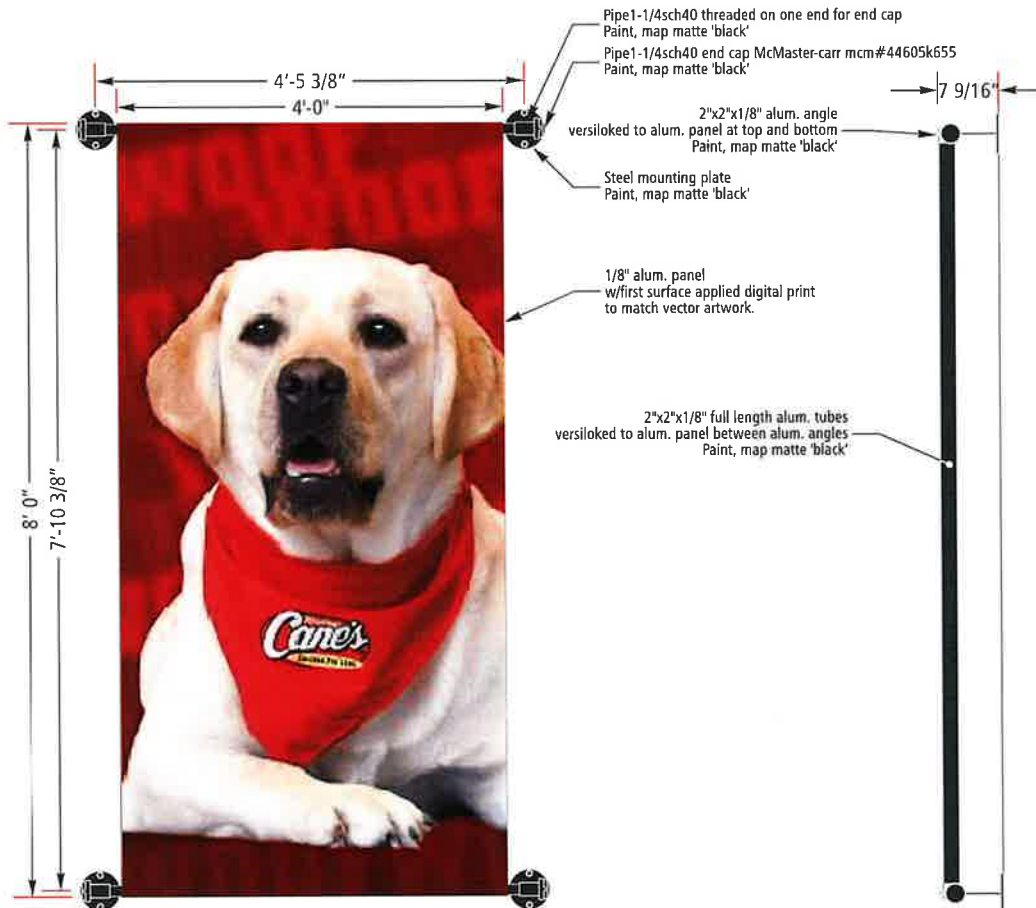 Pipe1-1/4sch40 threaded on one end for end cap
Paint, map matte 'black'
Pipe1-1/4sch40 end cap McMaster-carr mcm#44605k655
Paint, map matte 'black'
4'-5 3/8"
4'-0"
7 9/16"
2"x2"x1/8" alum. angle
versiloked to alum. panel at top and bottom
Paint, map matte 'black'
Steel mounting plate
Paint, map matte 'black'
1/8" alum. panel
w/first surface applied digital print
to match vector artwork.
2"x2"x1/8" full length alum. tubes
versiloked to alum. panel between alum. angles
Paint, map matte 'black'
8' 0"
7'-10 3/8"
woof
Cane's